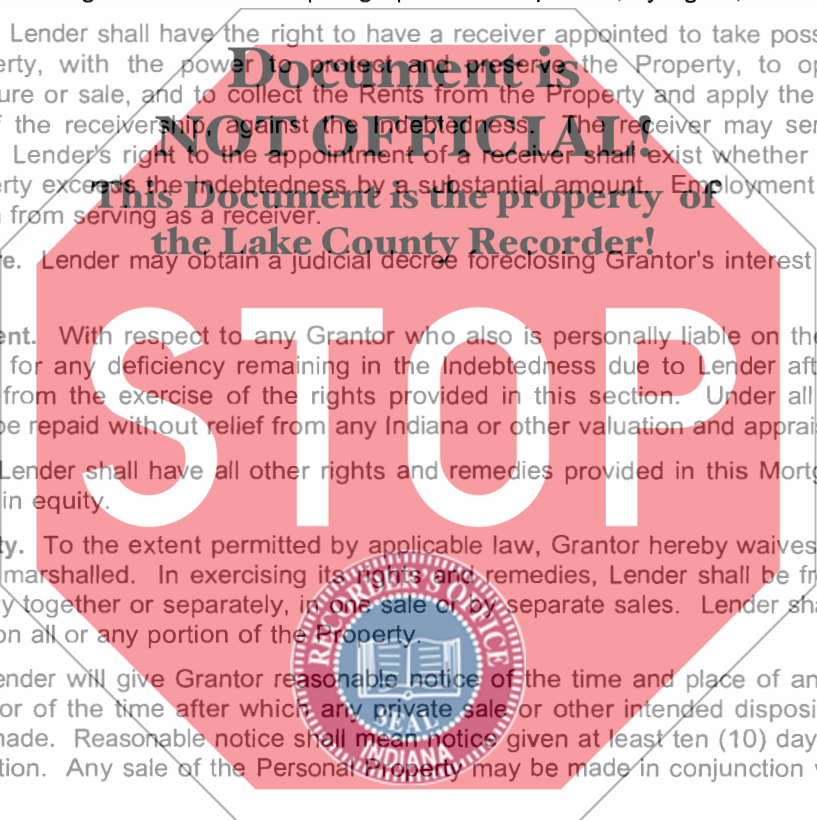 Lender shall have the right to have a receiver appointed to take poss
erty, with the power to protect and preserve the Property, to op
ure or sale, and to collect the Rents from the Property and apply the
f the receivership, against the Indebtedness. The receiver may ser
Lender's right to the appointment of a receiver shall exist whether
erty exceeds the Indebtedness by a substantial amount. Employment
from serving as a receiver.
Document is
NOT OFFICIAL!
This Document is the property of
the Lake County Recorder!
e. Lender may obtain a judicial decree foreclosing Grantor's interest
STOP
ent. With respect to any Grantor who also is personally liable on the
for any deficiency remaining in the Indebtedness due to Lender aft
from the exercise of the rights provided in this section. Under all
be repaid without relief from any Indiana or other valuation and apprais
Lender shall have all other rights and remedies provided in this Mortg
in equity.
ty. To the extent permitted by applicable law, Grantor hereby waives
marshalled. In exercising its rights and remedies, Lender shall be fr
y together or separately, in one sale or by separate sales. Lender sha
on all or any portion of the Property.
RECORDER'S OFFICE
SEAL
INDIANA
ender will give Grantor reasonable notice of the time and place of an
or of the time after which any private sale or other intended disposi
nade. Reasonable notice shall mean notice given at least ten (10) day
tion. Any sale of the Personal Property may be made in conjunction